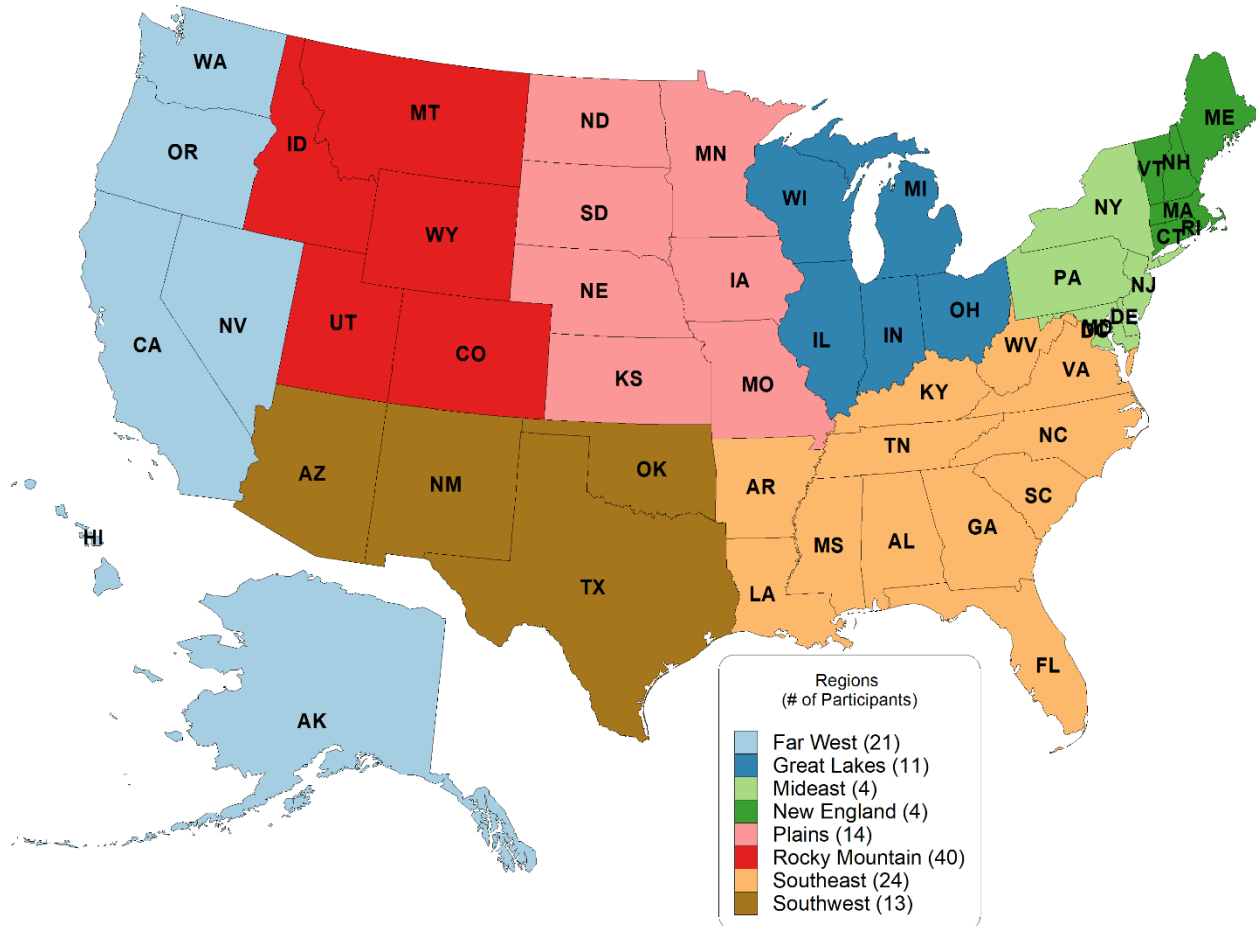 WA
MT
ND
MN
ME
OR
ID
VT
NH
WI
MI
SD
NY
MA
RI
CT
WY
NE
IA
PA
NJ
CA
NV
UT
CO
IL
IN
OH
DE
MD
DC
WV
VA
KS
MO
KY
NC
TN
AZ
NM
OK
AR
SC
GA
MS
AL
HI
TX
LA
FL
AK
Regions
(# of Participants)
Far West (21)
Great Lakes (11)
Mideast (4)
New England (4)
Plains (14)
Rocky Mountain (40)
Southeast (24)
Southwest (13)